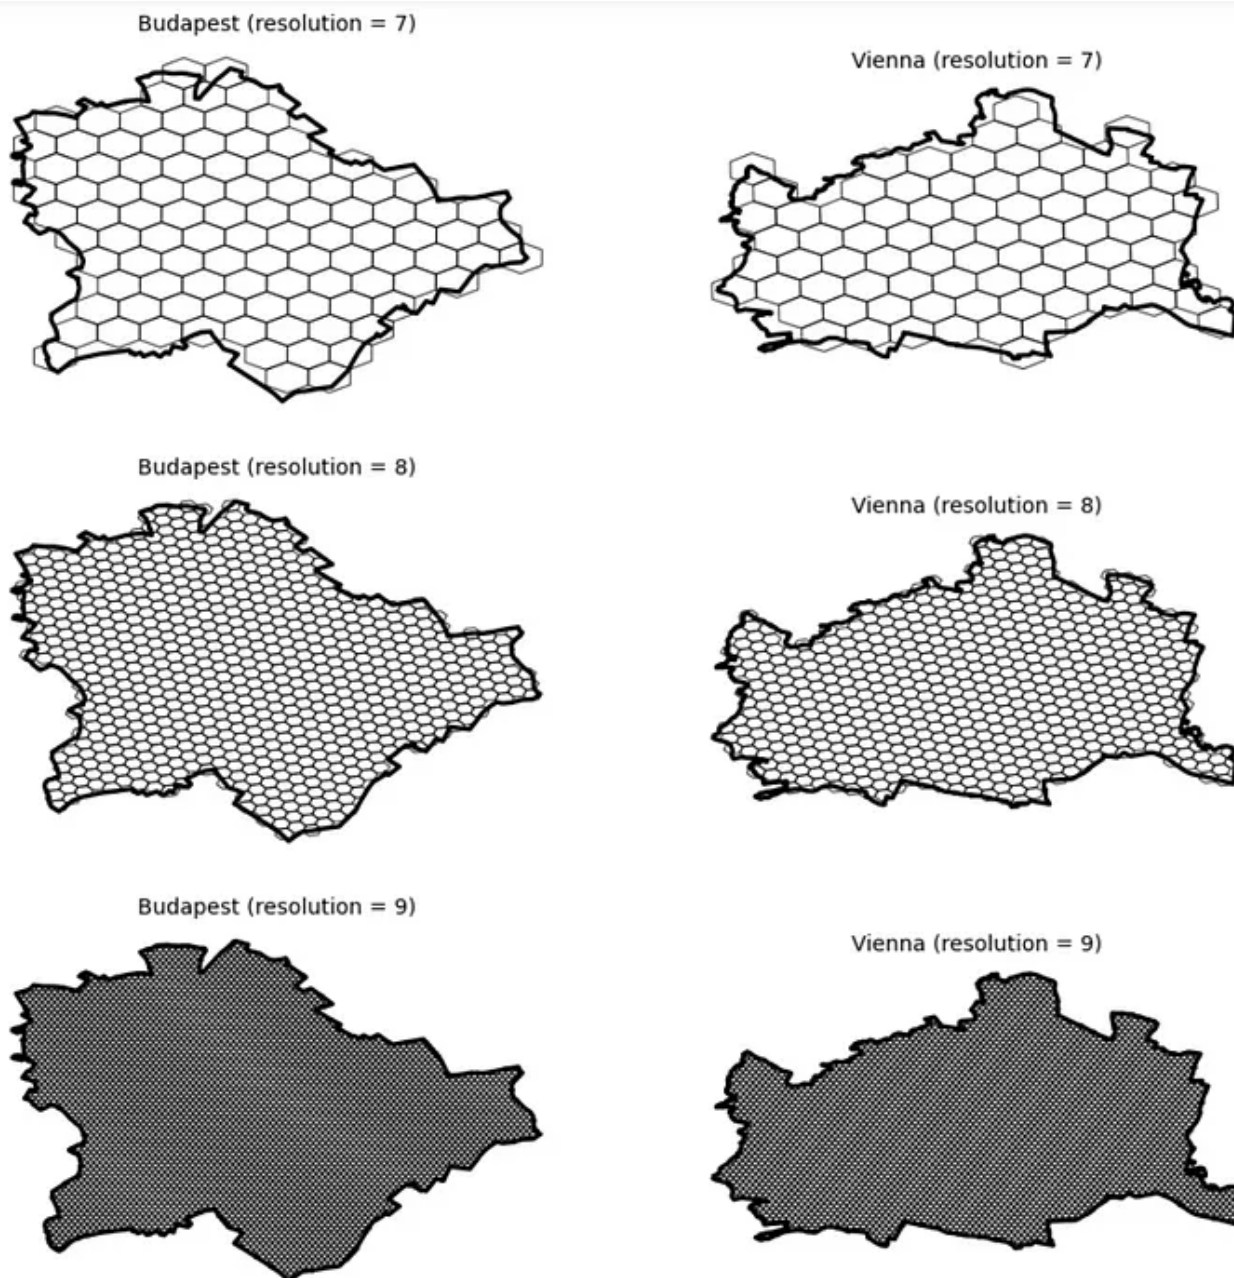 Budapest (resolution = 7)
Vienna (resolution = 7)
Budapest (resolution = 8)
Vienna (resolution = 8)
Budapest (resolution = 9)
Vienna (resolution = 9)